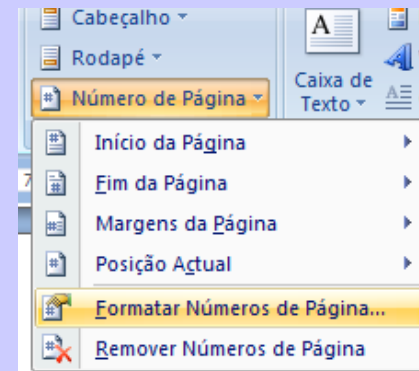 Cabeçalho
Rodapé
Número de Página
A
Caixa de
Texto
Início da Página
Fim da Página
Margens da Página
Posição Actual
Formatar Números de Página...
Remover Números de Página